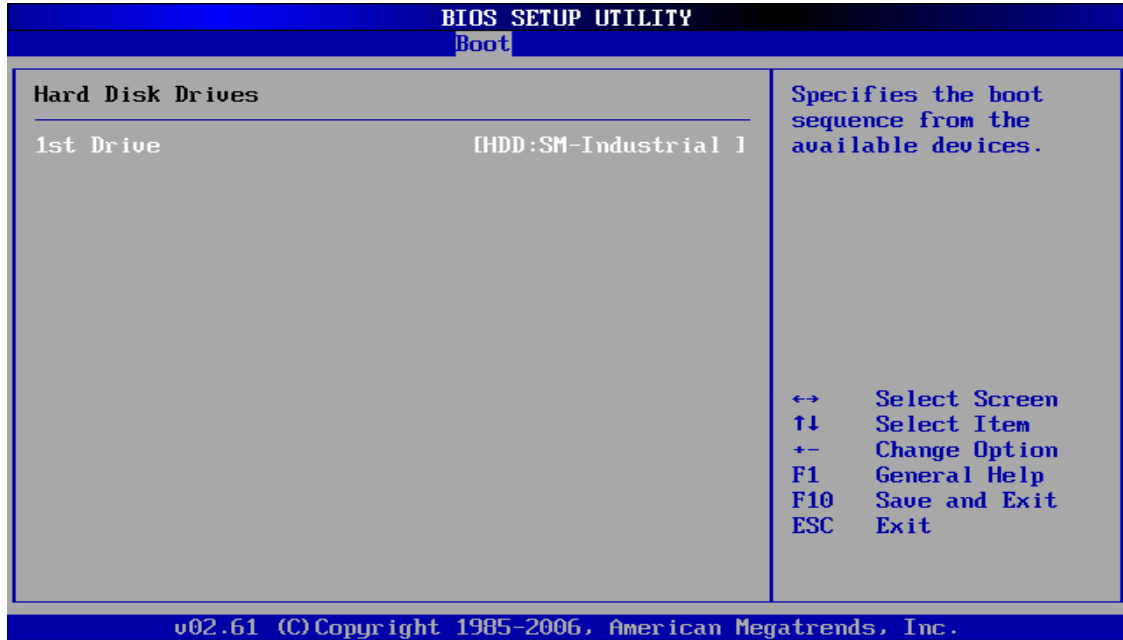 BIOS SETUP UTILITY
Boot
Hard Disk Drives
1st Drive [HDD:SM-Industrial ]
Specifies the boot
sequence from the
available devices.
←→ Select Screen
↑↓ Select Item
+- Change Option
F1 General Help
F10 Save and Exit
ESC Exit
v02.61 (C)Copyright 1985-2006, American Megatrends, Inc.